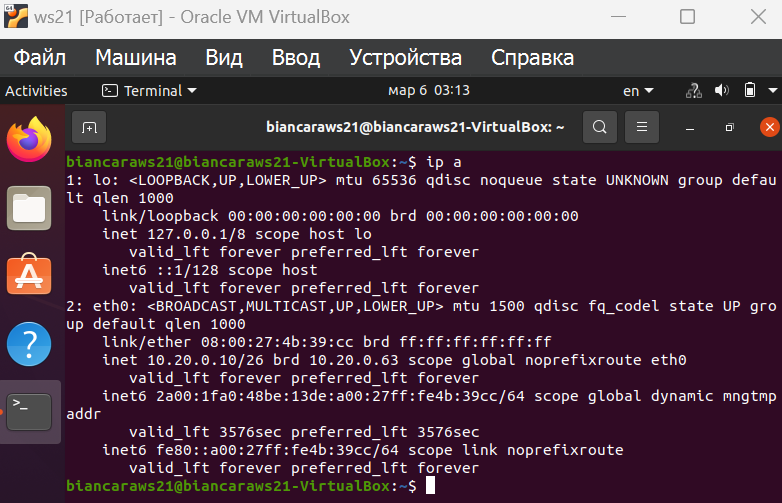 64
ws21 [Работает] - Oracle VM VirtualBox
Файл Машина Вид Ввод Устройства Справка
Activities Terminal мар 6 03:13 en
biancaraws21@biancaraws21-VirtualBox: ~
biancaraws21@biancaraws21-VirtualBox:~$ ip a
1: lo: <LOOPBACK,UP,LOWER_UP> mtu 65536 qdisc noqueue state UNKNOWN group defau
lt qlen 1000
    link/loopback 00:00:00:00:00:00 brd 00:00:00:00:00:00
    inet 127.0.0.1/8 scope host lo
       valid_lft forever preferred_lft forever
    inet6 ::1/128 scope host
       valid_lft forever preferred_lft forever
2: eth0: <BROADCAST,MULTICAST,UP,LOWER_UP> mtu 1500 qdisc fq_codel state UP gro
up default qlen 1000
    link/ether 08:00:27:4b:39:cc brd ff:ff:ff:ff:ff:ff
    inet 10.20.0.10/26 brd 10.20.0.63 scope global noprefixroute eth0
       valid_lft forever preferred_lft forever
    inet6 2a00:1fa0:48be:13de:a00:27ff:fe4b:39cc/64 scope global dynamic mngtmp
addr
       valid_lft 3576sec preferred_lft 3576sec
    inet6 fe80::a00:27ff:fe4b:39cc/64 scope link noprefixroute
       valid_lft forever preferred_lft forever
biancaraws21@biancaraws21-VirtualBox:~$